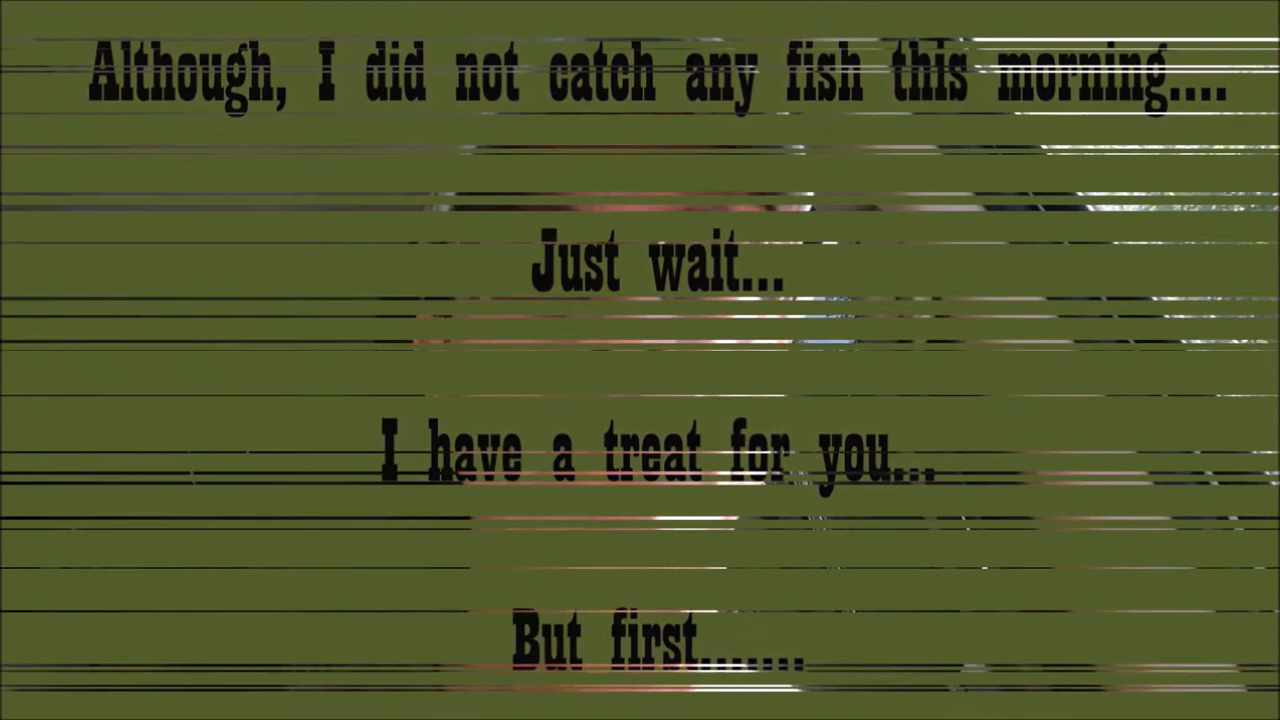 Although, I did not catch any fish this morning....
Just wait...
I have a treat for you...
But first.......